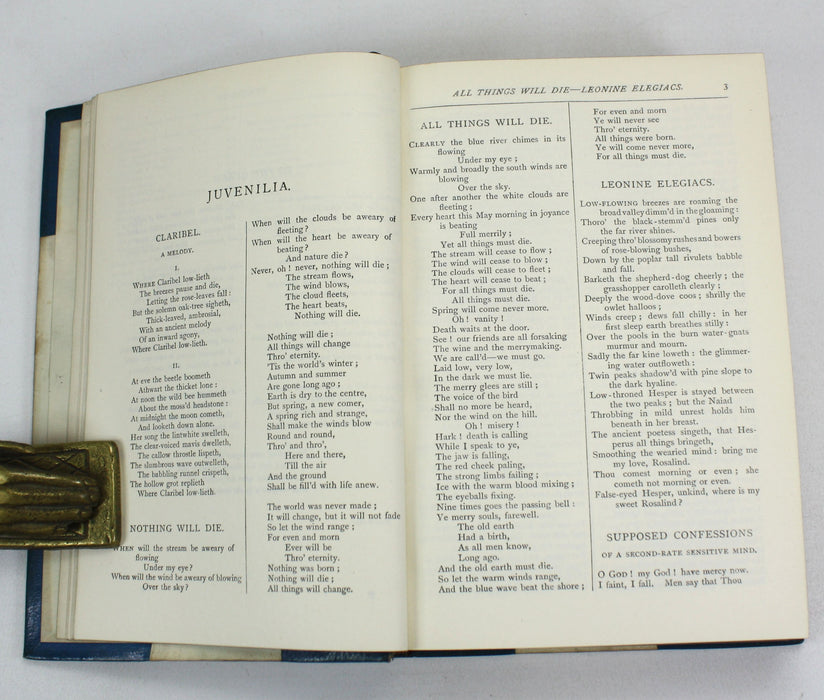 JUVENILIA.
CLARIBEL.
A MELODY.
I.
WHERE Claribel low-lieth
The breezes pause and die,
Letting the rose-leaves fall :
But the solemn oak-tree sigheth,
Thick-leaved, ambrosial,
With an ancient melody
Of an inward agony,
Where Claribel low-lieth.
II.
At eve the beetle boometh
Athwart the thicket lone :
At noon the wild bee hummeth
About the moss'd headstone :
At midnight the moon cometh,
And looketh down alone.
Her song the lintwhite swelleth,
The clear-voiced mavis dwelleth,
The callow throstle lispeth,
The slumbrous wave outwelleth,
The babbling runnel crispeth,
The hollow grot replieth
Where Claribel low-lieth.
NOTHING WILL DIE.
WHEN will the stream be aweary of
flowing
Under my eye?
When will the wind be aweary of blowing
Over the sky?
When will the clouds be aweary of
fleeting?
When will the heart be aweary of
beating?
And nature die?
Never, oh! never, nothing will die ;
The stream flows,
The wind blows,
The cloud fleets,
The heart beats,
Nothing will die.
Nothing will die ;
All things will change
Thro' eternity.
'Tis the world's winter ;
Autumn and summer
Are gone long ago ;
Earth is dry to the centre,
But spring, a new comer,
A spring rich and strange,
Shall make the winds blow
Round and round,
Thro' and thro',
Here and there,
Till the air
And the ground
Shall be fill'd with life anew.
The world was never made ;
It will change, but it will not fade
So let the wind range ;
For even and morn
Ever will be
Thro' eternity.
Nothing was born ;
Nothing will die ;
All things will change.
ALL THINGS WILL DIE—LEONINE ELEGIACS. 3
ALL THINGS WILL DIE.
CLEARLY the blue river chimes in its
flowing
Under my eye ;
Warmly and broadly the south winds are
blowing
Over the sky.
One after another the white clouds are
fleeting ;
Every heart this May morning in joyance
is beating
Full merrily ;
Yet all things must die.
The stream will cease to flow ;
The wind will cease to blow ;
The clouds will cease to fleet ;
The heart will cease to beat ;
For all things must die.
All things must die.
Spring will come never more.
Oh! vanity!
Death waits at the door.
See! our friends are all forsaking
The wine and the merrymaking.
We are call'd—we must go.
Laid low, very low,
In the dark we must lie.
The merry glees are still ;
The voice of the bird
Shall no more be heard,
Nor the wind on the hill.
Oh! misery!
Hark! death is calling
While I speak to ye,
The jaw is falling,
The red cheek paling,
The strong limbs failing ;
Ice with the warm blood mixing ;
The eyeballs fixing.
Nine times goes the passing bell :
Ye merry souls, farewell.
The old earth
Had a birth,
As all men know,
Long ago.
And the old earth must die.
So let the warm winds range,
And the blue wave beat the shore ;
For even and morn
Ye will never see
Thro' eternity.
All things were born.
Ye will come never more,
For all things must die.
LEONINE ELEGIACS.
LOW-FLOWING breezes are roaming the
broad valley dimm'd in the gloaming :
Thoro' the black-stemm'd pines only
the far river shines.
Creeping thro' blossomy rushes and bowers
of rose-blowing bushes,
Down by the poplar tall rivulets babble
and fall.
Barketh the shepherd-dog cheerly ; the
grasshopper carolleth clearly ;
Deeply the wood-dove coos ; shrilly the
owlet halloos ;
Winds creep ; dews fall chilly : in her
first sleep earth breathes stilly :
Over the pools in the burn water-gnats
murmur and mourn.
Sadly the far kine loweth : the glimmer-
ing water outfloweth :
Twin peaks shadow'd with pine slope to
the dark hyaline.
Low-throned Hesper is stayed between
the two peaks ; but the Naiad
Throbbing in mild unrest holds him
beneath in her breast.
The ancient poetess singeth, that Hes-
perus all things bringeth,
Smoothing the wearied mind : bring me
my love, Rosalind.
Thou comest morning or even ; she
cometh not morning or even.
False-eyed Hesper, unkind, where is my
sweet Rosalind?
SUPPOSED CONFESSIONS
OF A SECOND-RATE SENSITIVE MIND.
O GOD! my God! have mercy now.
I faint, I fall. Men say that Thou